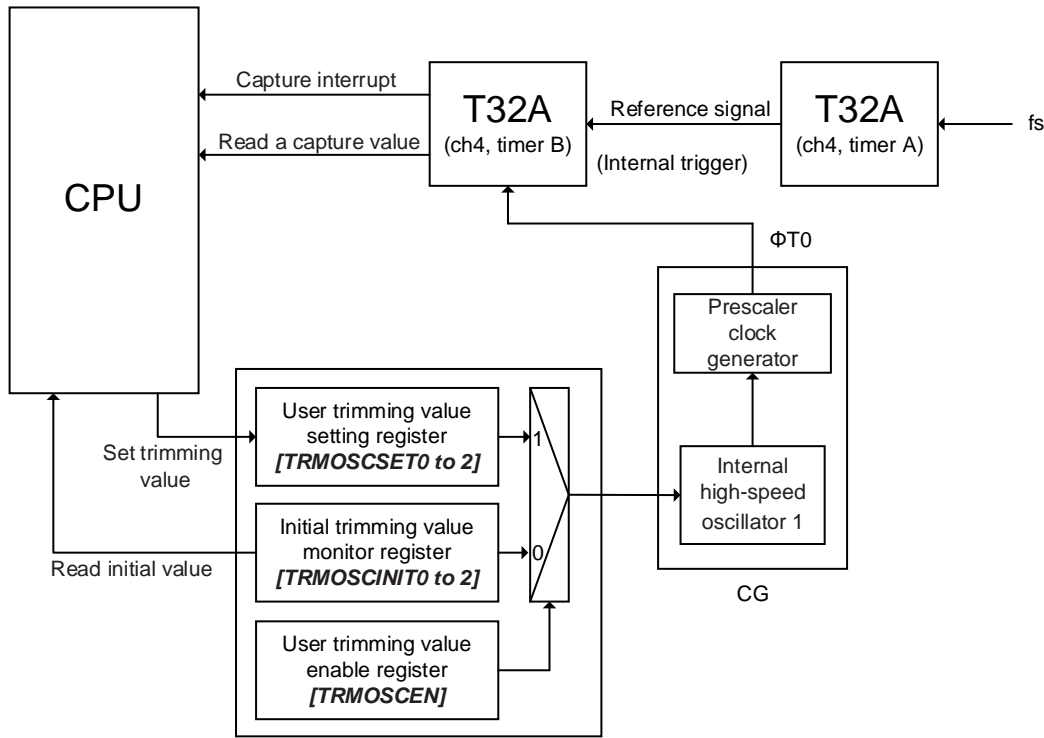 CPU
Capture interrupt
Read a capture value
T32A
(ch4, timer B)
Reference signal
(Internal trigger)
T32A
(ch4, timer A)
fs
ΦT0
Prescaler
clock
generator
Internal
high-speed
oscillator 1
CG
Set trimming
value
Read initial value
User trimming value
setting register
[TRMOSCSET0 to 2]
1
Initial trimming value
monitor register
[TRMOSCINIT0 to 2]
0
User trimming value
enable register
[TRMOSCEN]